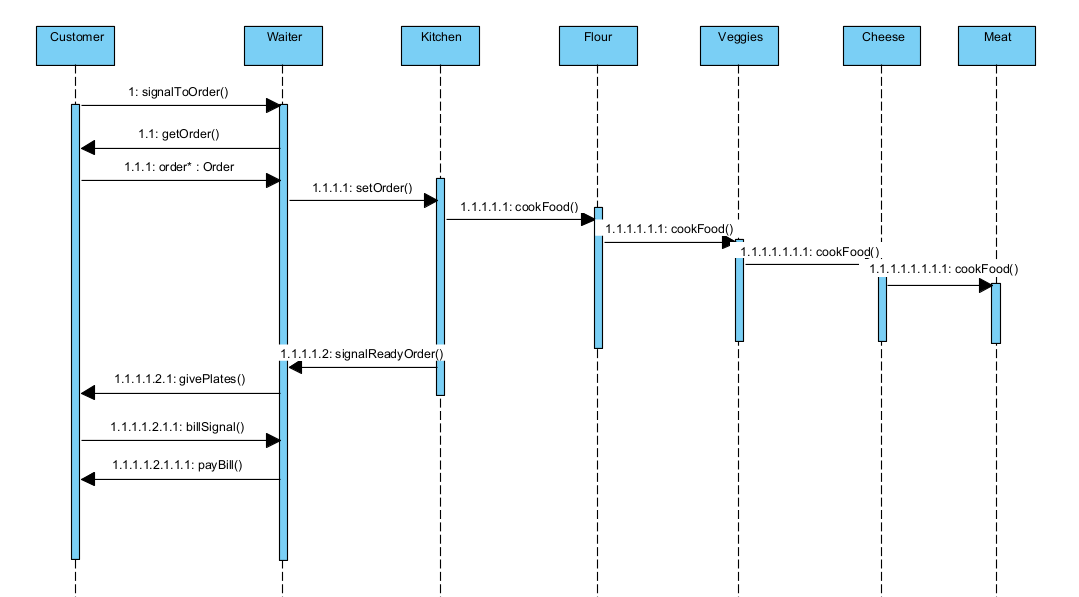 Customer
Waiter
Kitchen
Flour
Veggies
Cheese
Meat
1: signalToOrder()
1.1: getOrder()
1.1.1: order* : Order
1.1.1.1: setOrder()
1.1.1.1.1: cookFood()
1.1.1.1.1.1: cookFood()
1.1.1.1.1.1.1: cookFood()
1.1.1.1.1.1.1.1: cookFood()
1.1.1.1.2: signalReadyOrder()
1.1.1.1.2.1: givePlates()
1.1.1.1.2.1.1: billSignal()
1.1.1.1.2.1.1.1: payBill()